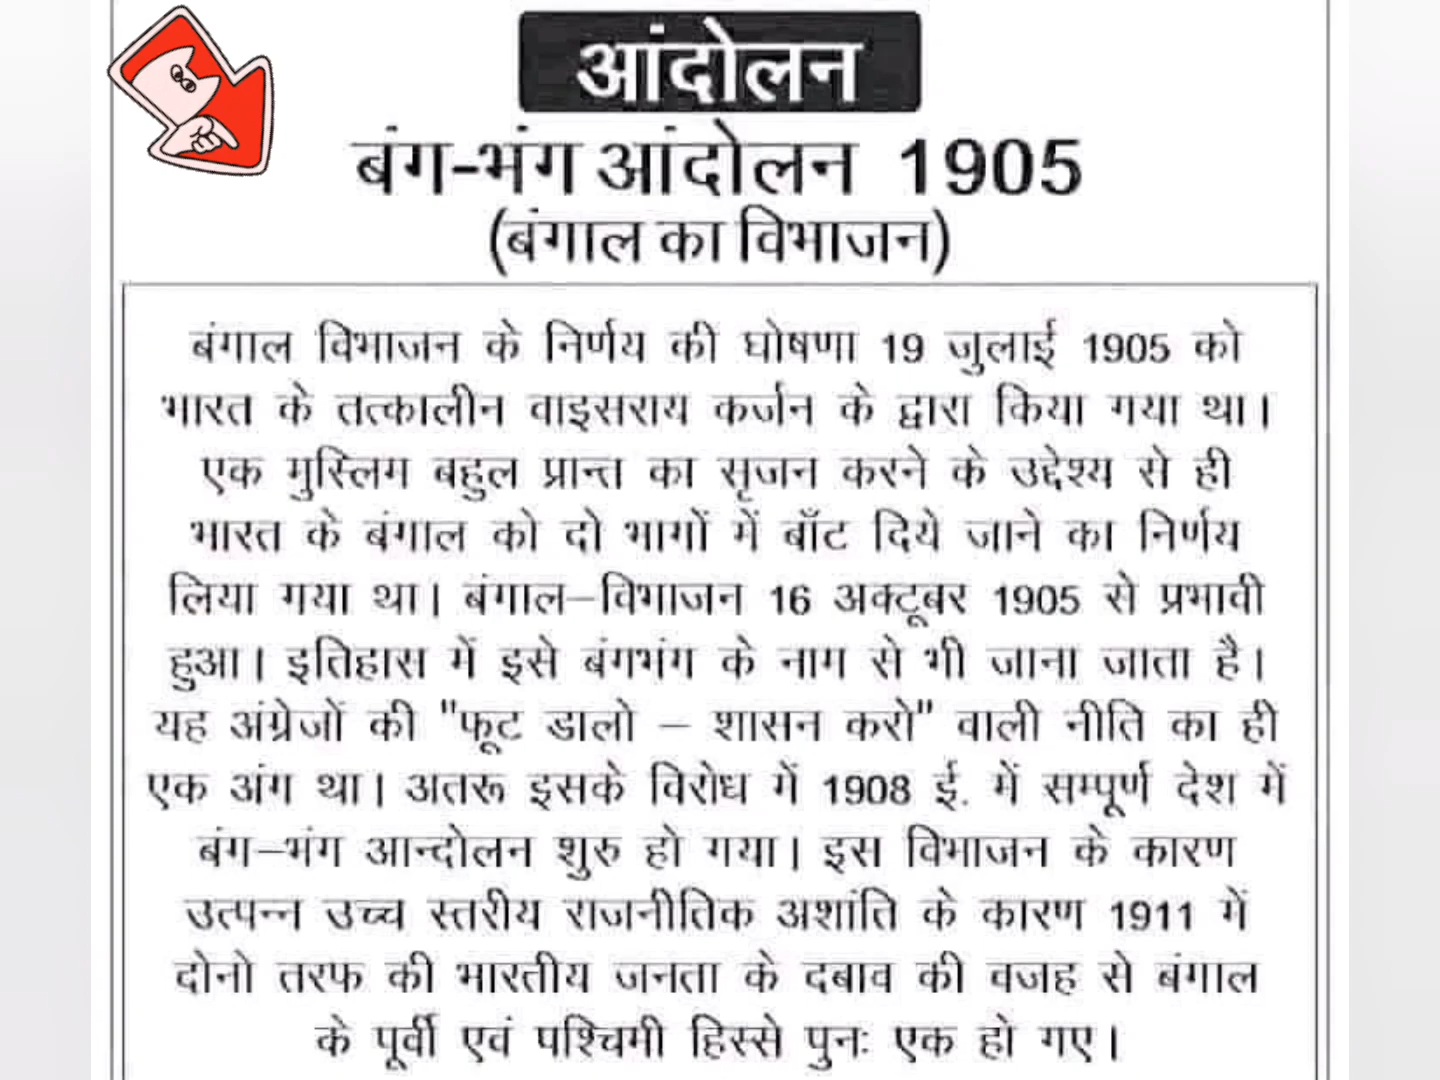 आंदोलन
बंग-भंग आंदोलन 1905
(बंगाल का विभाजन)
बंगाल विभाजन के निर्णय की घोषणा 19 जुलाई 1905 को
भारत के तत्कालीन वाइसराय कर्जन के द्वारा किया गया था।
एक मुस्लिम बहुल प्रान्त का सृजन करने के उद्देश्य से ही
भारत के बंगाल को दो भागों में बाँट दिये जाने का निर्णय
लिया गया था। बंगाल–विभाजन 16 अक्टूबर 1905 से प्रभावी
हुआ। इतिहास में इसे बंगभंग के नाम से भी जाना जाता है।
यह अंग्रेजों की "फूट डालो – शासन करो" वाली नीति का ही
एक अंग था। अतरू इसके विरोध में 1908 ई. में सम्पूर्ण देश में
बंग–भंग आन्दोलन शुरु हो गया। इस विभाजन के कारण
उत्पन्न उच्च स्तरीय राजनीतिक अशांति के कारण 1911 में
दोनो तरफ की भारतीय जनता के दबाव की वजह से बंगाल
के पूर्वी एवं पश्चिमी हिस्से पुनः एक हो गए।